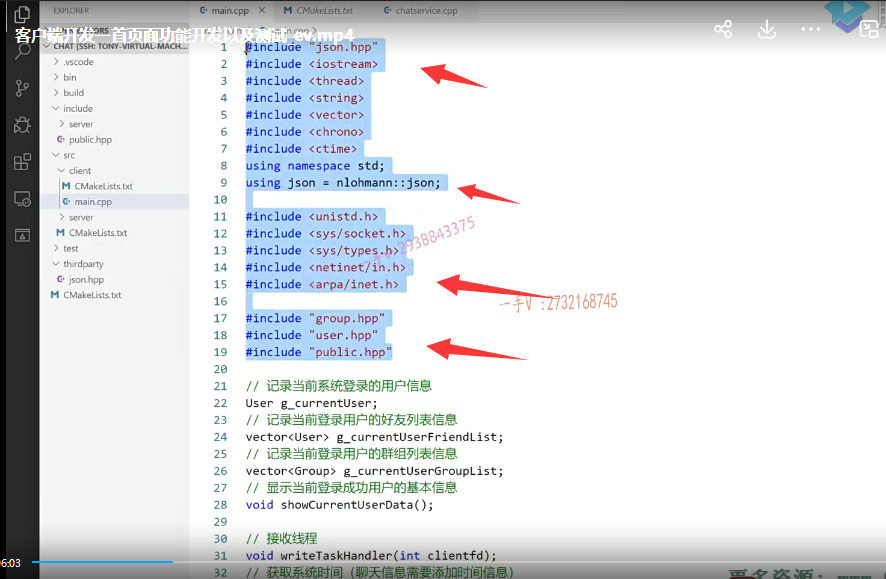 EXPLORER
main.cpp
CMakeLists.txt
chatservice.cpp
客户端开发—首页面功能开发以及测试_ev.mp4
CHAT [SSH: TONY-VIRTUAL-MAC...
.vscode
bin
build
include
server
public.hpp
src
client
CMakeLists.txt
main.cpp
server
CMakeLists.txt
test
thirdparty
json.hpp
CMakeLists.txt
1 #include "json.hpp"
2 #include <iostream>
3 #include <thread>
4 #include <string>
5 #include <vector>
6 #include <chrono>
7 #include <ctime>
8 using namespace std;
9 using json = nlohmann::json;
10
11 #include <unistd.h>
12 #include <sys/socket.h>
13 #include <sys/types.h>
14 #include <netinet/in.h>
15 #include <arpa/inet.h>
16
17 #include "group.hpp"
18 #include "user.hpp"
19 #include "public.hpp"
20
21 // 记录当前系统登录的用户信息
22 User g_currentUser;
23 // 记录当前登录用户的好友列表信息
24 vector<User> g_currentUserFriendList;
25 // 记录当前登录用户的群组列表信息
26 vector<Group> g_currentUserGroupList;
27 // 显示当前登录成功用户的基本信息
28 void showCurrentUserData();
29
30 // 接收线程
31 void writeTaskHandler(int clientfd);
32 // 获取系统时间（聊天信息需要添加时间信息）
2938843375
一手V :2732168745
6:03
更多资源：